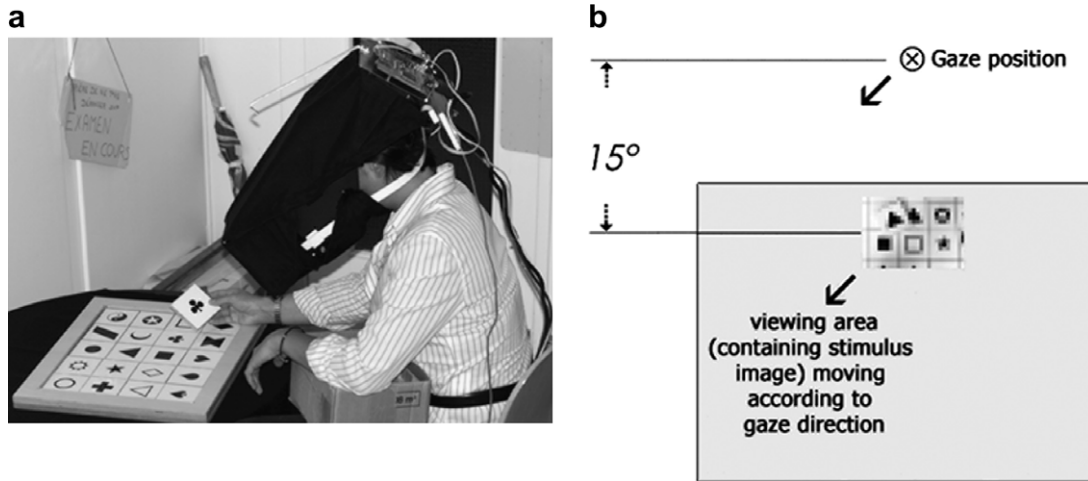 a
b
EXAMEN
EN COURS
Gaze position
15°
viewing area
(containing stimulus
image) moving
according to
gaze direction